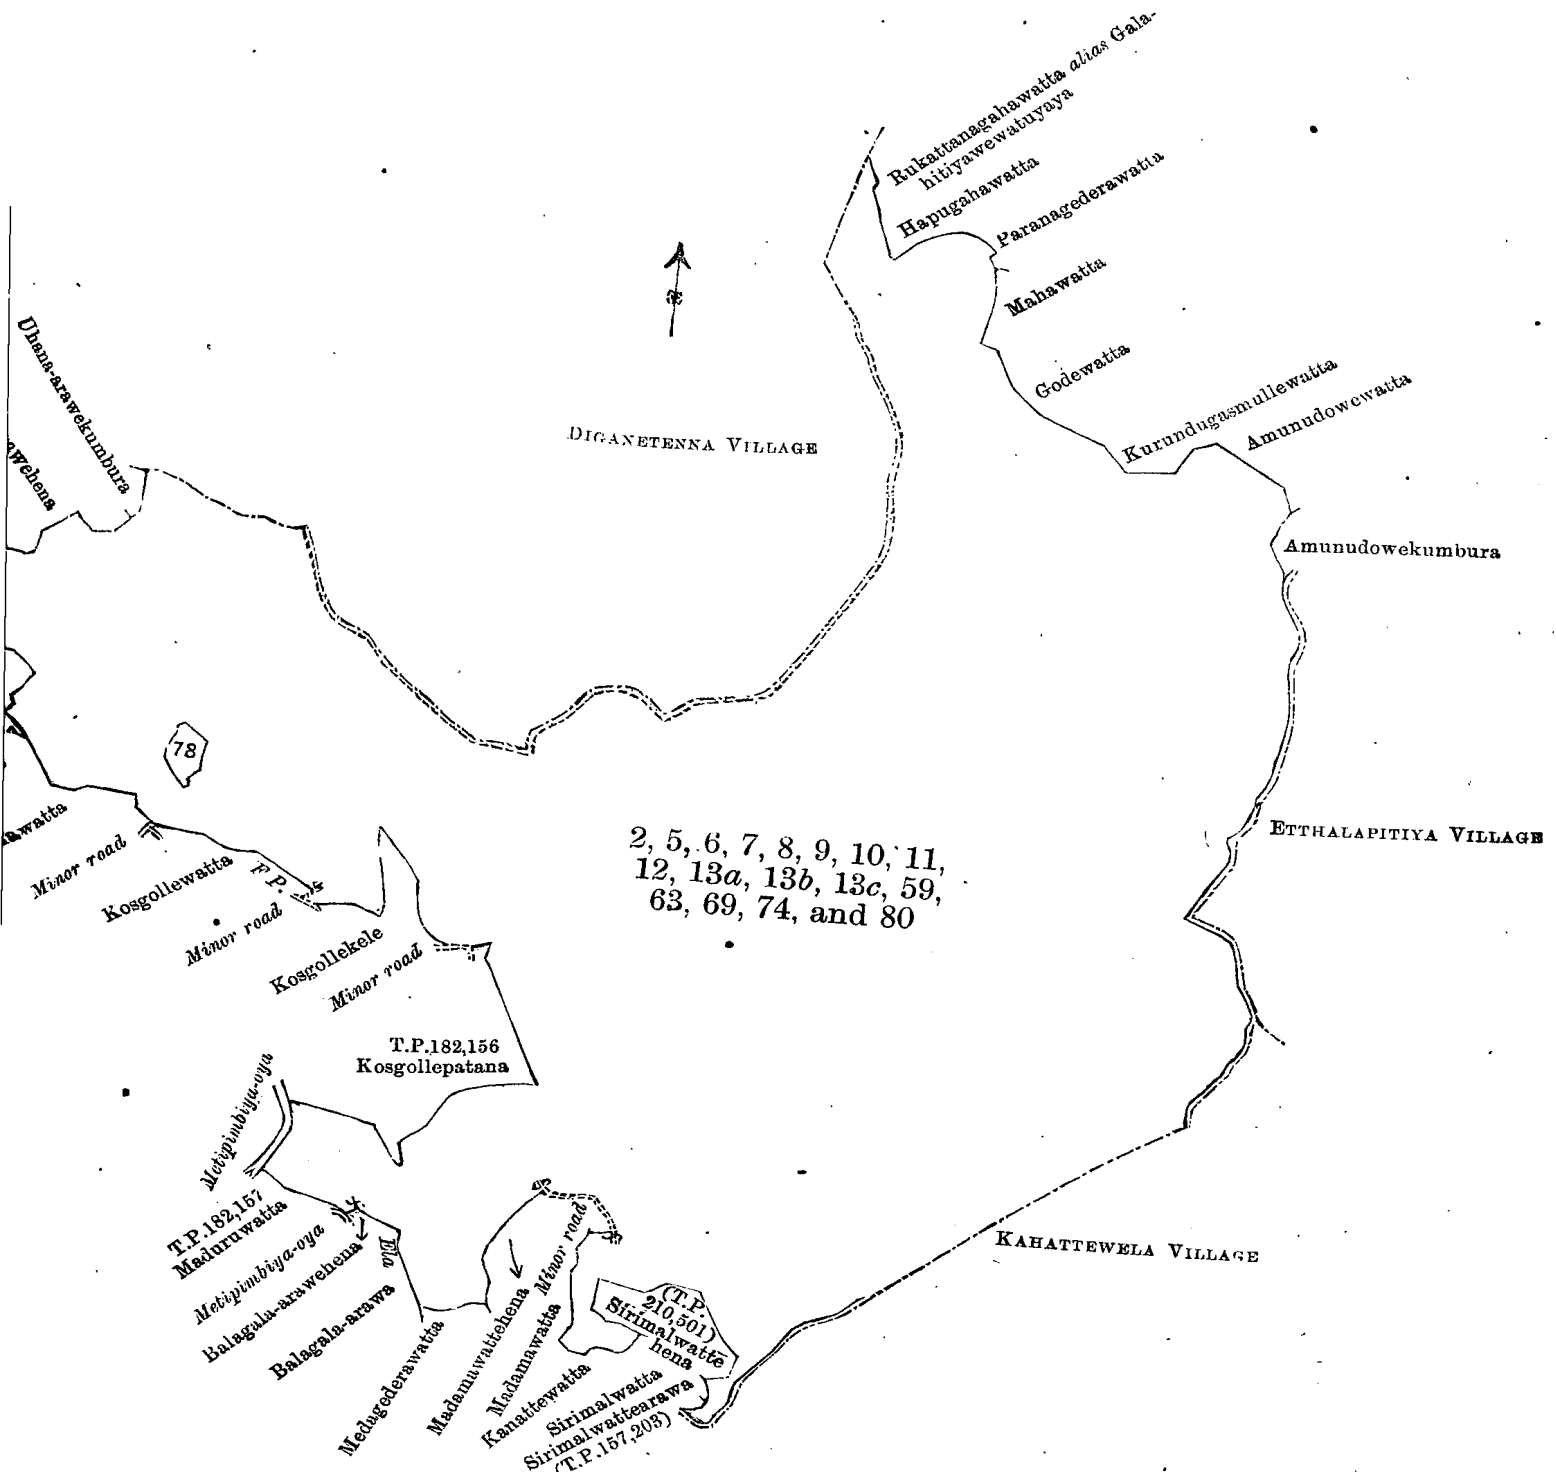 Rukattanagahawatta alias Gala-
hitiyawewatuyaya
Hapugahawatta
Paranagederawatta
Mahawatta
Godewatta
Kurundugasmullewatta
Amunudowewatta
Amunudowekumbura
Uhana-arawekumbura
awehena
DIGANETENNA VILLAGE
78
ETTHALAPITIYA VILLAGE
2, 5, 6, 7, 8, 9, 10, 11,
12, 13a, 13b, 13c, 59,
63, 69, 74, and 80
awatta
Minor road
Kosgollewatta
F P.
Minor road
Kosgollekele
Minor road
T.P.182,156
Kosgollepatana
Metipimbiya-oya
T.P.182,157
Maduruwatta
Metipimbiya-oya
Balagala-arawehena
Ela
Balagala-arawa
Medagederawatta
Madamawattehena
Minor road
Madamawatta
Kanattewatta
(T.P.
210,501)
Sirimalwatte
hena
Sirimalwatta
Sirimalwattearawa
(T.P.157,203)
KAHATTEWELA VILLAGE